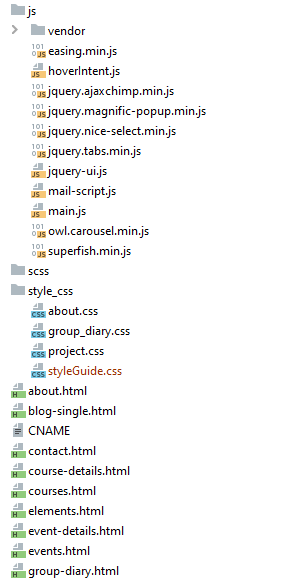 js
vendor
easing.min.js
hoverIntent.js
jquery.ajaxchimp.min.js
jquery.magnific-popup.min.js
jquery.nice-select.min.js
jquery.tabs.min.js
jquery-ui.js
mail-script.js
main.js
owl.carousel.min.js
superfish.min.js
scss
style_css
about.css
group_diary.css
project.css
styleGuide.css
about.html
blog-single.html
CNAME
contact.html
course-details.html
courses.html
elements.html
event-details.html
events.html
group-diary.html